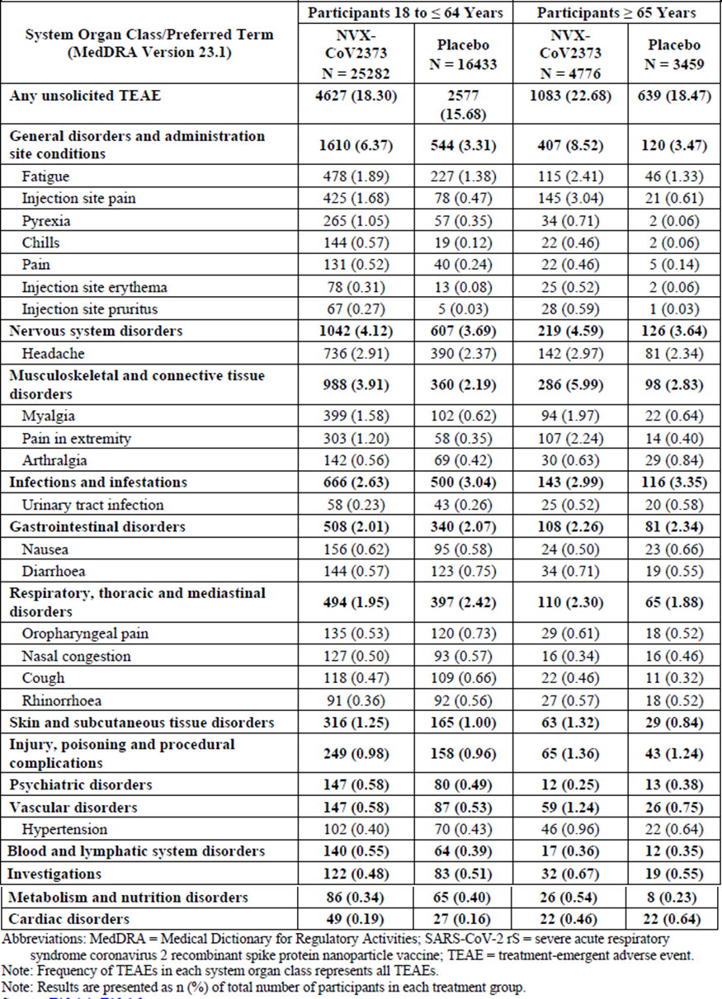 System Organ Class/Preferred Term
(MedDRA Version 23.1)
Participants 18 to ≤ 64 Years
Participants ≥ 65 Years
NVX-
CoV2373
N = 25282
Placebo
N = 16433
NVX-
CoV2373
N = 4776
Placebo
N = 3459
Any unsolicited TEAE 4627 (18.30) 2577 1083 (22.68) 639 (18.47)
(15.68)
General disorders and administration
site conditions 1610 (6.37) 544 (3.31) 407 (8.52) 120 (3.47)
Fatigue 478 (1.89) 227 (1.38) 115 (2.41) 46 (1.33)
Injection site pain 425 (1.68) 78 (0.47) 145 (3.04) 21 (0.61)
Pyrexia 265 (1.05) 57 (0.35) 34 (0.71) 2 (0.06)
Chills 144 (0.57) 19 (0.12) 22 (0.46) 2 (0.06)
Pain 131 (0.52) 40 (0.24) 22 (0.46) 5 (0.14)
Injection site erythema 78 (0.31) 13 (0.08) 25 (0.52) 2 (0.06)
Injection site pruritus 67 (0.27) 5 (0.03) 28 (0.59) 1 (0.03)
Nervous system disorders 1042 (4.12) 607 (3.69) 219 (4.59) 126 (3.64)
Headache 736 (2.91) 390 (2.37) 142 (2.97) 81 (2.34)
Musculoskeletal and connective tissue
disorders 988 (3.91) 360 (2.19) 286 (5.99) 98 (2.83)
Myalgia 399 (1.58) 102 (0.62) 94 (1.97) 22 (0.64)
Pain in extremity 303 (1.20) 58 (0.35) 107 (2.24) 14 (0.40)
Arthralgia 142 (0.56) 69 (0.42) 30 (0.63) 29 (0.84)
Infections and infestations 666 (2.63) 500 (3.04) 143 (2.99) 116 (3.35)
Urinary tract infection 58 (0.23) 43 (0.26) 25 (0.52) 20 (0.58)
Gastrointestinal disorders 508 (2.01) 340 (2.07) 108 (2.26) 81 (2.34)
Nausea 156 (0.62) 95 (0.58) 24 (0.50) 23 (0.66)
Diarrhoea 144 (0.57) 123 (0.75) 34 (0.71) 19 (0.55)
Respiratory, thoracic and mediastinal
disorders 494 (1.95) 397 (2.42) 110 (2.30) 65 (1.88)
Oropharyngeal pain 135 (0.53) 120 (0.73) 29 (0.61) 18 (0.52)
Nasal congestion 127 (0.50) 93 (0.57) 16 (0.34) 16 (0.46)
Cough 118 (0.47) 109 (0.66) 22 (0.46) 11 (0.32)
Rhinorrhoea 91 (0.36) 92 (0.56) 27 (0.57) 18 (0.52)
Skin and subcutaneous tissue disorders 316 (1.25) 165 (1.00) 63 (1.32) 29 (0.84)
Injury, poisoning and procedural
complications 249 (0.98) 158 (0.96) 65 (1.36) 43 (1.24)
Psychiatric disorders 147 (0.58) 80 (0.49) 12 (0.25) 13 (0.38)
Vascular disorders 147 (0.58) 87 (0.53) 59 (1.24) 26 (0.75)
Hypertension 102 (0.40) 70 (0.43) 46 (0.96) 22 (0.64)
Blood and lymphatic system disorders 140 (0.55) 64 (0.39) 17 (0.36) 12 (0.35)
Investigations 122 (0.48) 83 (0.51) 32 (0.67) 19 (0.55)
Metabolism and nutrition disorders 86 (0.34) 65 (0.40) 26 (0.54) 8 (0.23)
Cardiac disorders 49 (0.19) 27 (0.16) 22 (0.46) 22 (0.64)
Abbreviations: MedDRA = Medical Dictionary for Regulatory Activities; SARS-CoV-2 rS = severe acute respiratory
syndrome coronavirus 2 recombinant spike protein nanoparticle vaccine; TEAE = treatment-emergent adverse event.
Note: Frequency of TEAEs in each system organ class represents all TEAEs.
Note: Results are presented as n (%) of total number of participants in each treatment group.